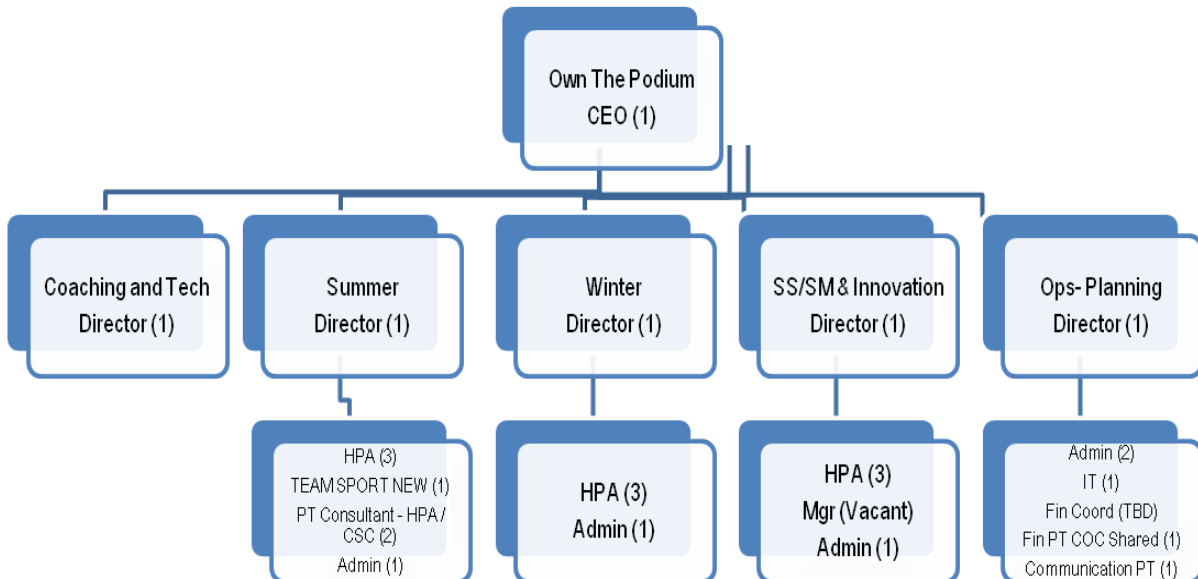 Own The Podium
CEO (1)
Coaching and Tech
Director (1)
Summer
Director (1)
Winter
Director (1)
SS/SM & Innovation
Director (1)
Ops- Planning
Director (1)
HPA (3)
TEAM SPORT NEW (1)
PT Consultant - HPA /
CSC (2)
Admin (1)
HPA (3)
Admin (1)
HPA (3)
Mgr (Vacant)
Admin (1)
Admin (2)
IT (1)
Fin Coord (TBD)
Fin PT COC Shared (1)
Communication PT (1)